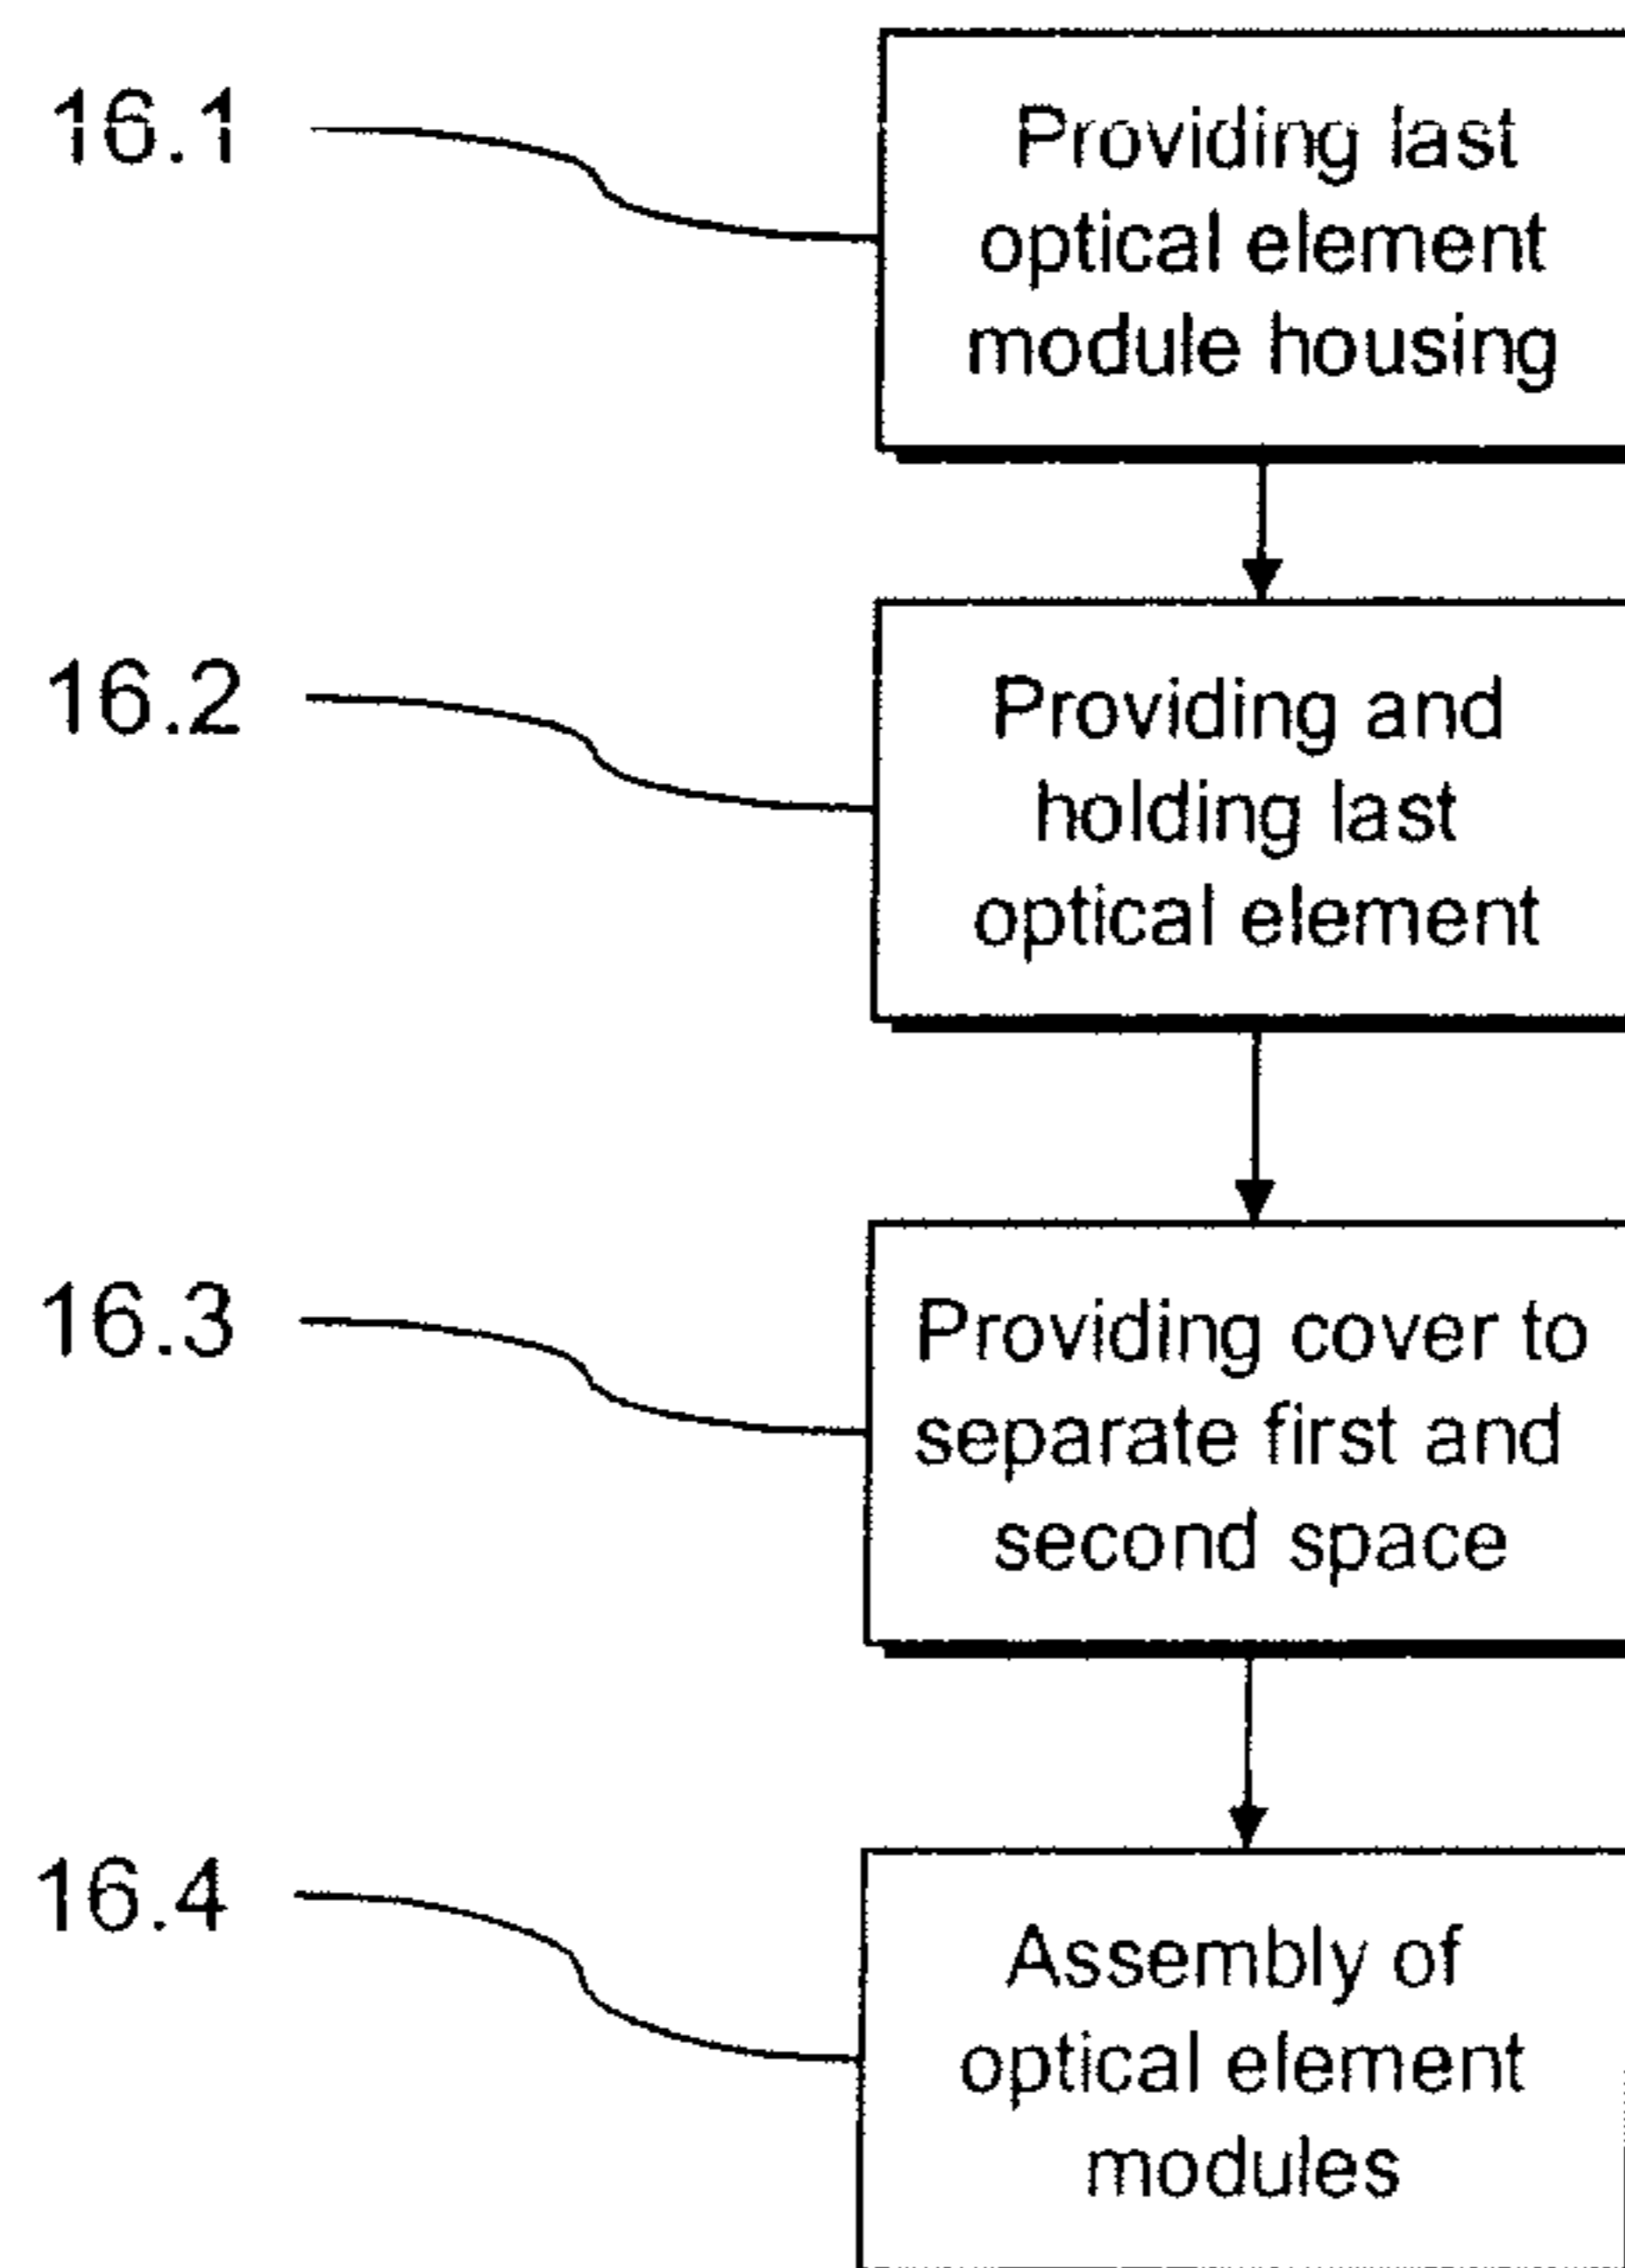 16.1
Providing last
optical element
module housing
16.2
Providing and
holding last
optical element
16.3
Providing cover to
separate first and
second space
16.4
Assembly of
optical element
modules